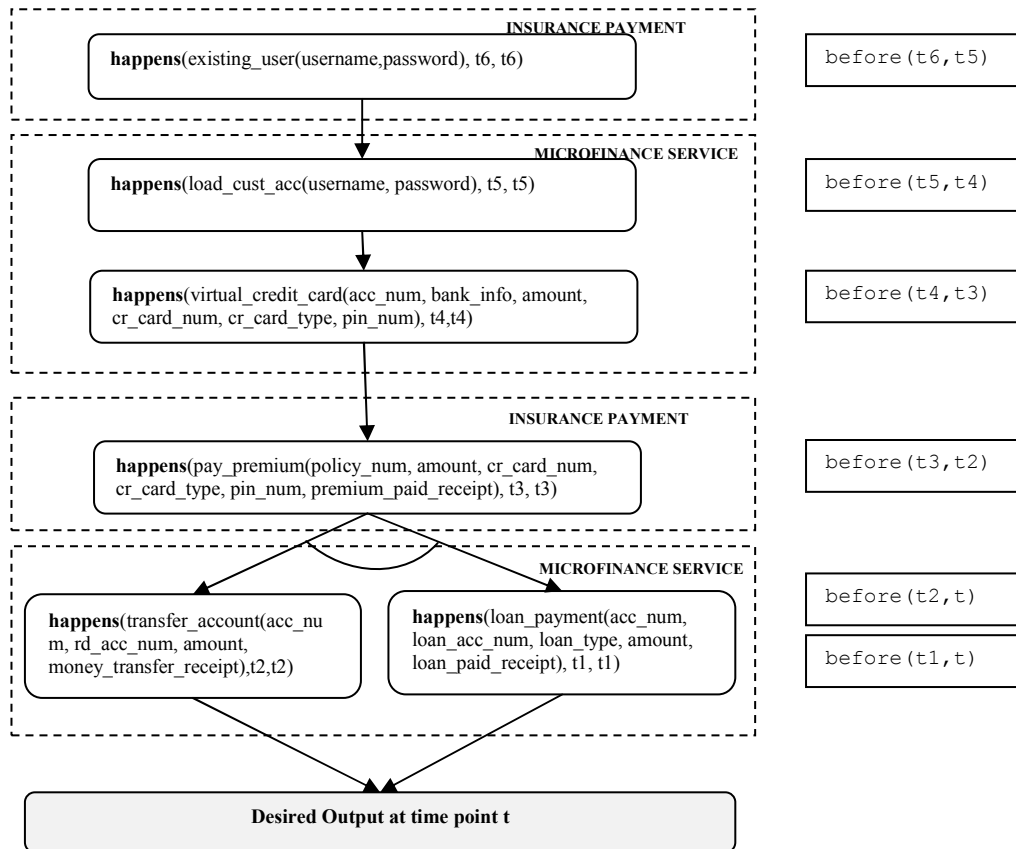 INSURANCE PAYMENT
happens(existing_user(username,password), t6, t6)
before(t6,t5)
MICROFINANCE SERVICE
happens(load_cust_acc(username, password), t5, t5)
before(t5,t4)
happens(virtual_credit_card(acc_num, bank_info, amount,
cr_card_num, cr_card_type, pin_num), t4,t4)
before(t4,t3)
INSURANCE PAYMENT
happens(pay_premium(policy_num, amount, cr_card_num,
cr_card_type, pin_num, premium_paid_receipt), t3, t3)
before(t3,t2)
MICROFINANCE SERVICE
happens(transfer_account(acc_nu
m, rd_acc_num, amount,
money_transfer_receipt),t2,t2)
happens(loan_payment(acc_num,
loan_acc_num, loan_type, amount,
loan_paid_receipt), t1, t1)
before(t2,t)
before(t1,t)
Desired Output at time point t